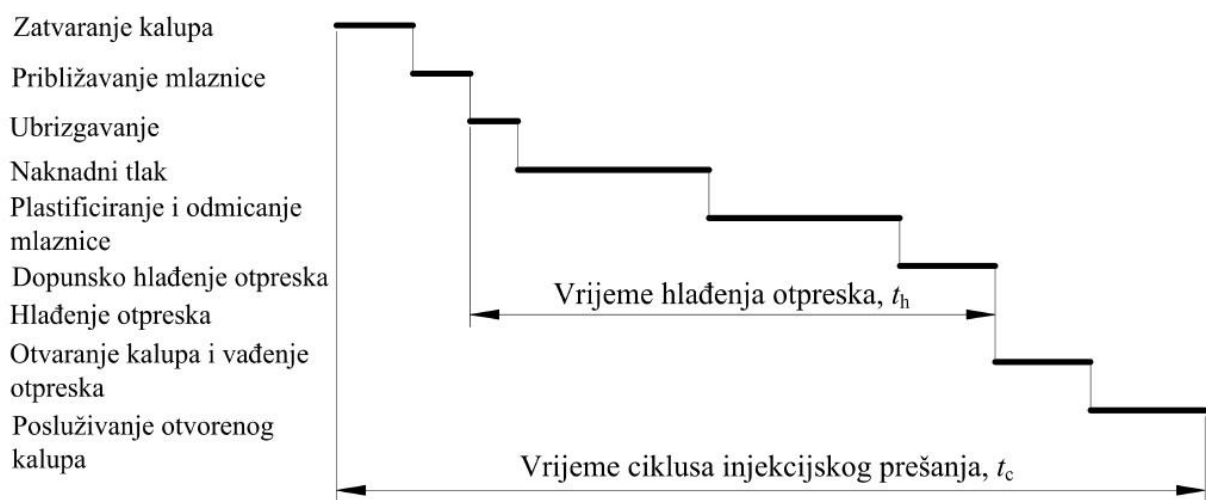 Zatvaranje kalupa
Približavanje mlaznice
Ubrizgavanje
Naknadni tlak
Plastificiranje i odmicanje
mlaznice
Dopunsko hlađenje otpreska
Hlađenje otpreska
Vrijeme hlađenja otpreska, th
Otvaranje kalupa i vađenje
otpreska
Posluživanje otvorenog
kalupa
Vrijeme ciklusa injekcijskog prešanja, tc